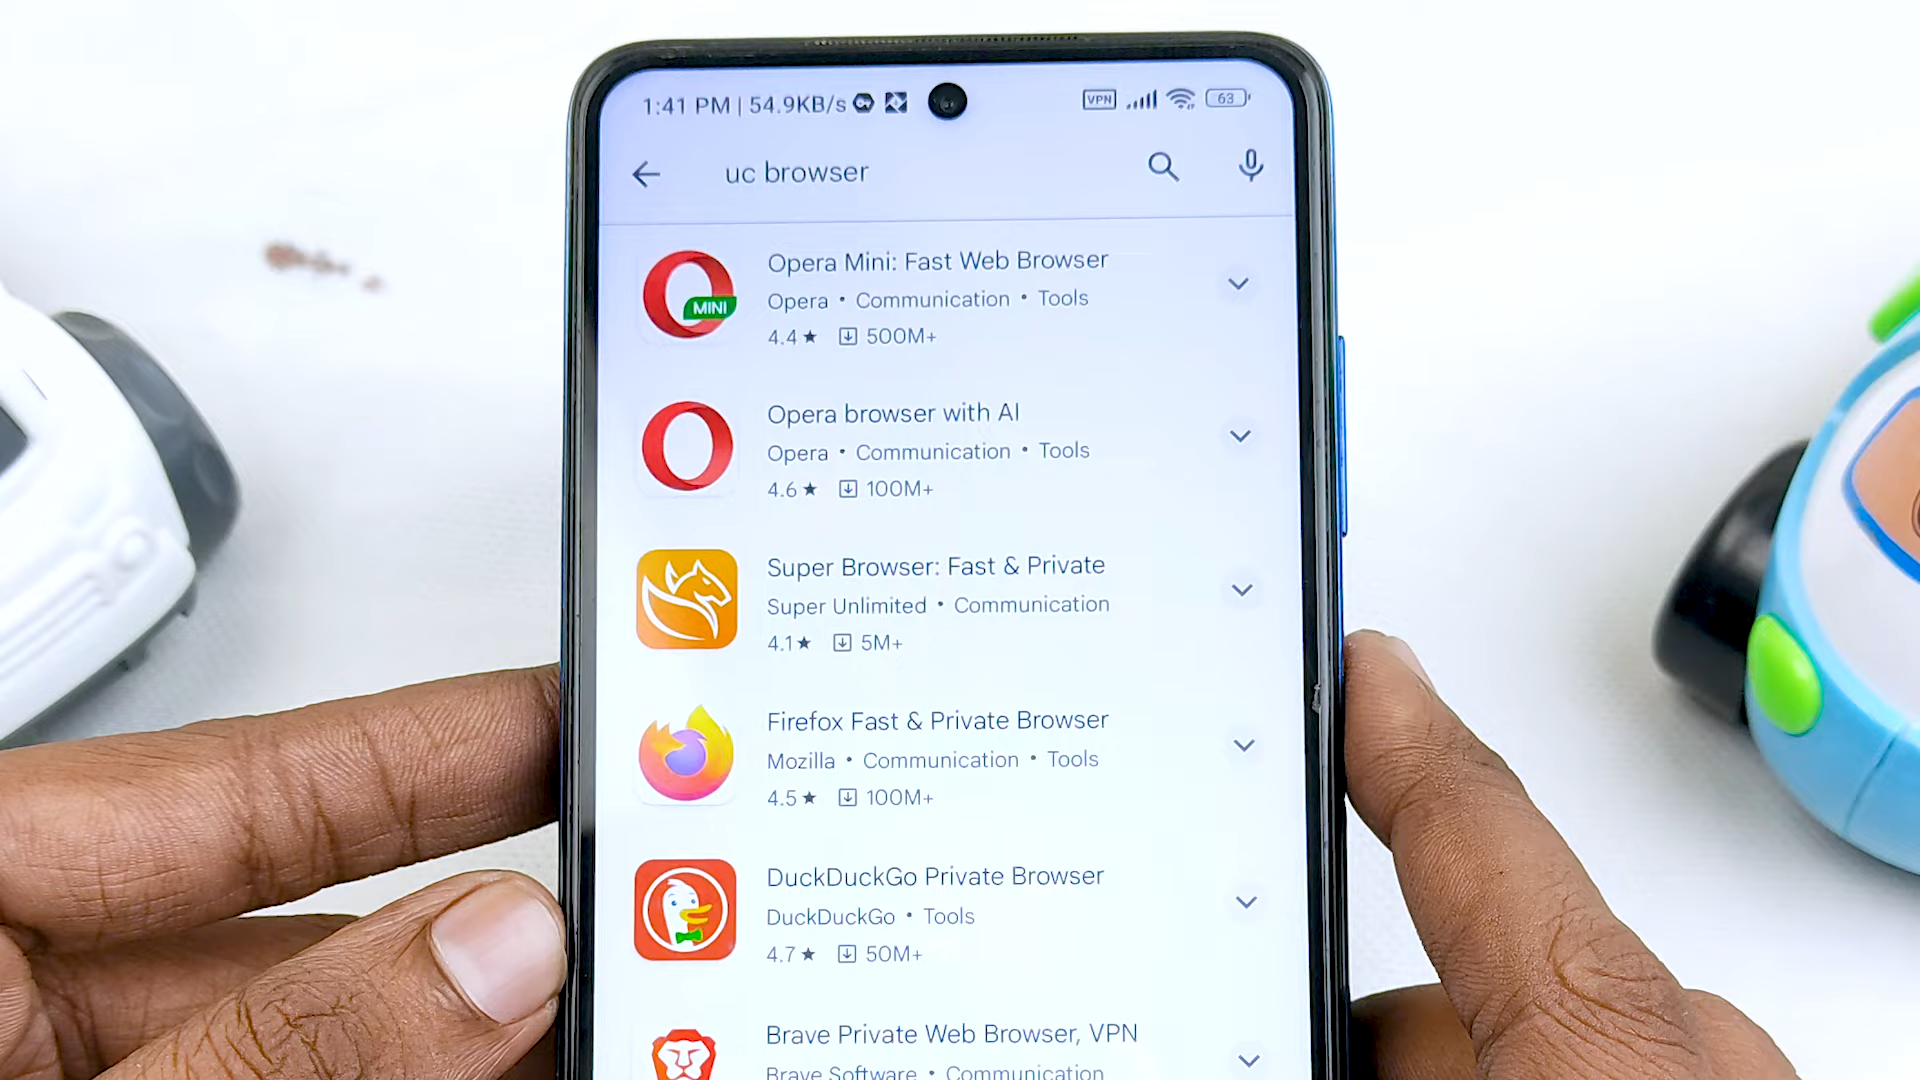 1:41 PM | 54.9KB/s VPN 63
uc browser
Opera Mini: Fast Web Browser
MINI
Opera • Communication • Tools
4.4 ★ 500M+
Opera browser with AI
Opera • Communication • Tools
4.6 ★ 100M+
Super Browser: Fast & Private
Super Unlimited • Communication
4.1 ★ 5M+
Firefox Fast & Private Browser
Mozilla • Communication • Tools
4.5 ★ 100M+
DuckDuckGo Private Browser
DuckDuckGo • Tools
4.7 ★ 50M+
Brave Private Web Browser, VPN
Brave Software • Communication